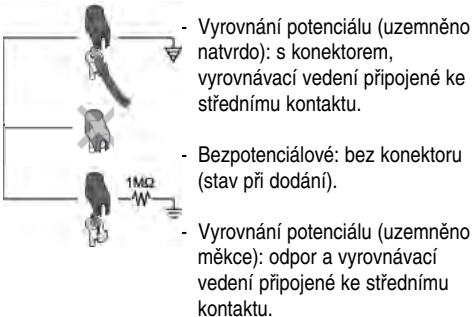 - Vyrovnání potenciálu (uzemněno
natvrdo): s konektorem,
vyrovnávací vedení připojené ke
střednímu kontaktu.
- Bezpotenciálové: bez konektoru
(stav při dodání).
1MΩ
- Vyrovnání potenciálu (uzemněno
měkce): odpor a vyrovnávací
vedení připojené ke střednímu
kontaktu.